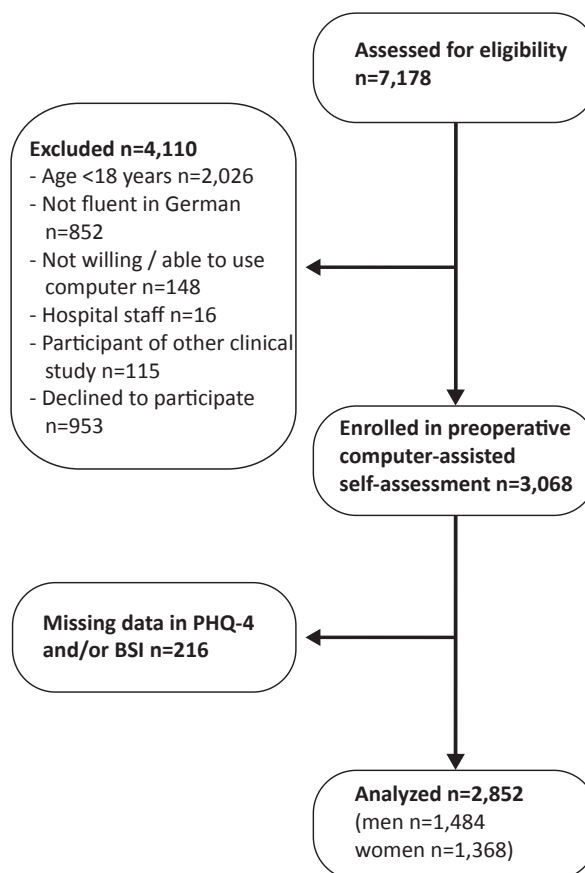 Assessed for eligibility
n=7,178
Excluded n=4,110
- Age <18 years n=2,026
- Not fluent in German
n=852
- Not willing / able to use
computer n=148
- Hospital staff n=16
- Participant of other clinical
study n=115
- Declined to participate
n=953
Enrolled in preoperative
computer-assisted
self-assessment n=3,068
Missing data in PHQ-4
and/or BSI n=216
Analyzed n=2,852
(men n=1,484
women n=1,368)